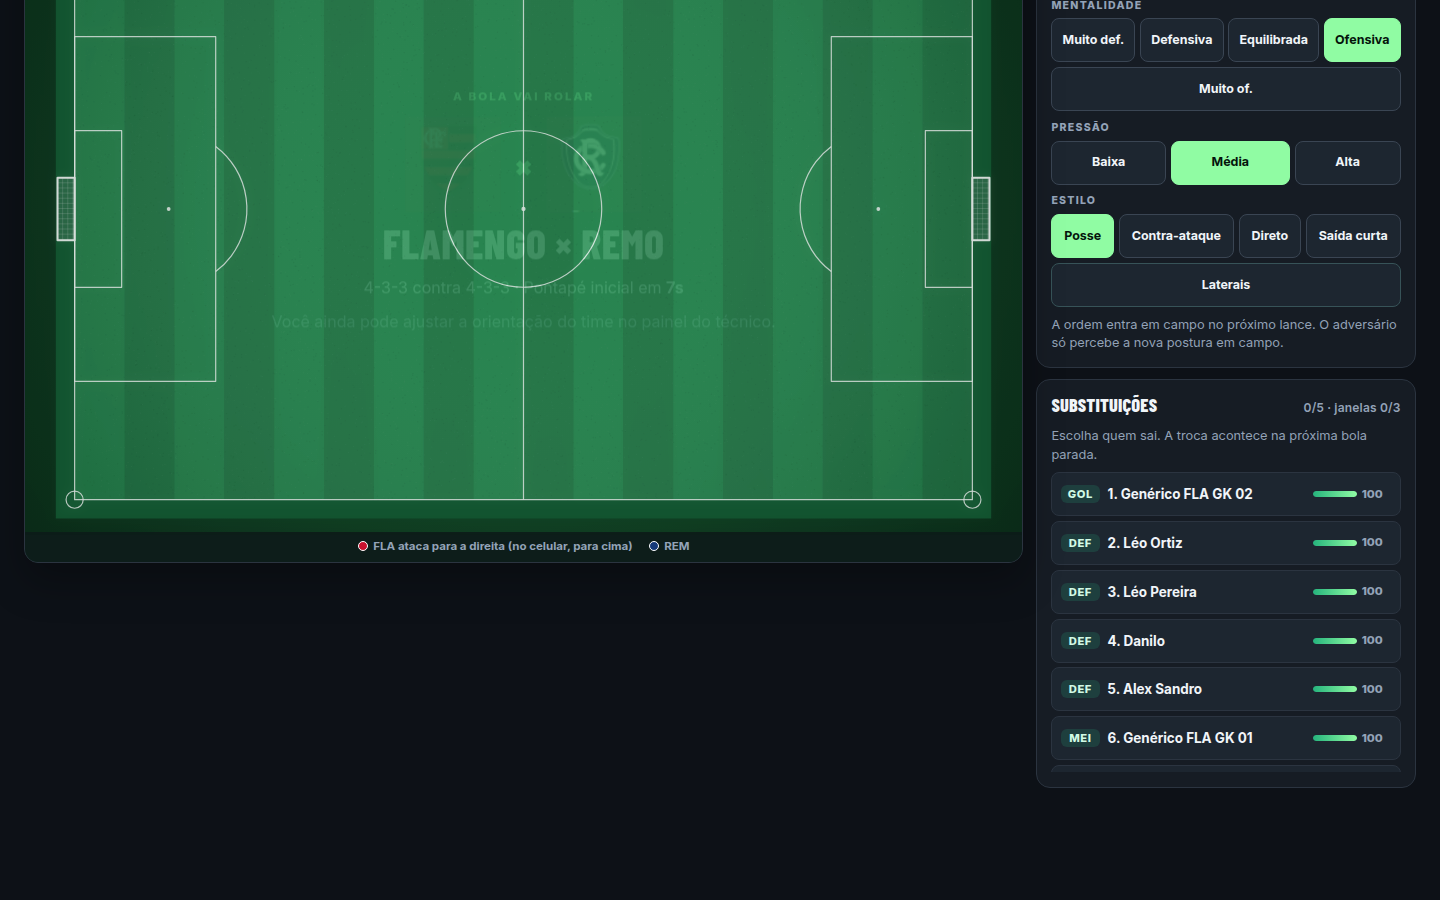 A BOLA VAI ROLAR
×
FLAMENGO × REMO
4-3-3 contra 4-3-3 · Pontapé inicial em 7s
Você ainda pode ajustar a orientação do time no painel do técnico.
FLA ataca para a direita (no celular, para cima)
REM
MENTALIDADE
Muito def.
Defensiva
Equilibrada
Ofensiva
Muito of.
PRESSÃO
Baixa
Média
Alta
ESTILO
Posse
Contra-ataque
Direto
Saída curta
Laterais
A ordem entra em campo no próximo lance. O adversário
só percebe a nova postura em campo.
SUBSTITUIÇÕES
0/5 · janelas 0/3
Escolha quem sai. A troca acontece na próxima bola
parada.
GOL 1. Genérico FLA GK 02 100
DEF 2. Léo Ortiz 100
DEF 3. Léo Pereira 100
DEF 4. Danilo 100
DEF 5. Alex Sandro 100
MEI 6. Genérico FLA GK 01 100